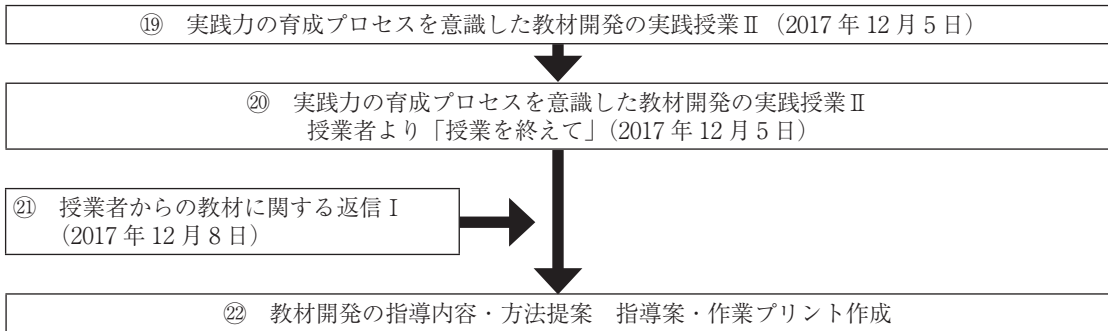 ⑲ 実践力の育成プロセスを意識した教材開発の実践授業Ⅱ(2017 年 12 月 5 日)
⑳ 実践力の育成プロセスを意識した教材開発の実践授業Ⅱ
授業者より「授業を終えて」(2017 年 12 月 5 日)
㉑ 授業者からの教材に関する返信Ⅰ
(2017 年 12 月 8 日)
㉒ 教材開発の指導内容・方法提案 指導案・作業プリント作成